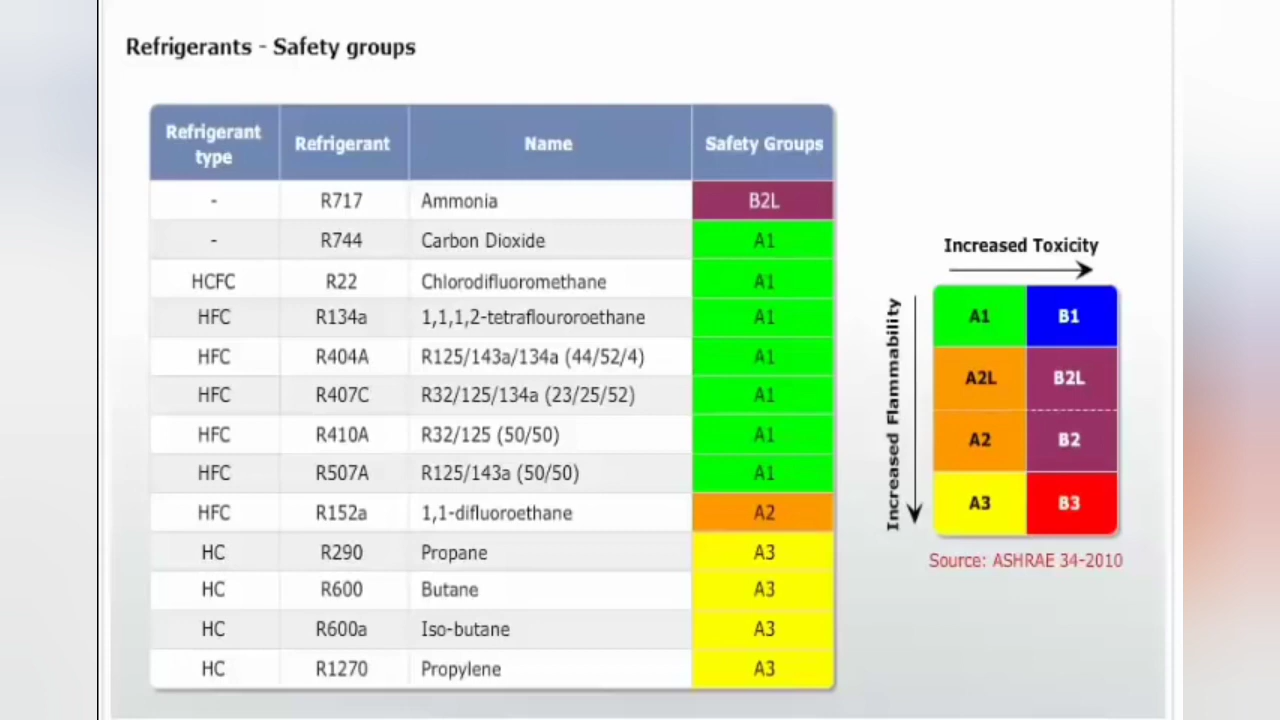 Refrigerants - Safety groups
Refrigerant type Refrigerant Name Safety Groups
- R717 Ammonia B2L
- R744 Carbon Dioxide A1
HCFC R22 Chlorodifluoromethane A1
HFC R134a 1,1,1,2-tetraflouroroethane A1
HFC R404A R125/143a/134a (44/52/4) A1
HFC R407C R32/125/134a (23/25/52) A1
HFC R410A R32/125 (50/50) A1
HFC R507A R125/143a (50/50) A1
HFC R152a 1,1-difluoroethane A2
HC R290 Propane A3
HC R600 Butane A3
HC R600a Iso-butane A3
HC R1270 Propylene A3
Increased Toxicity
Increased Flammability
A1 B1
A2L B2L
A2 B2
A3 B3
Source: ASHRAE 34-2010